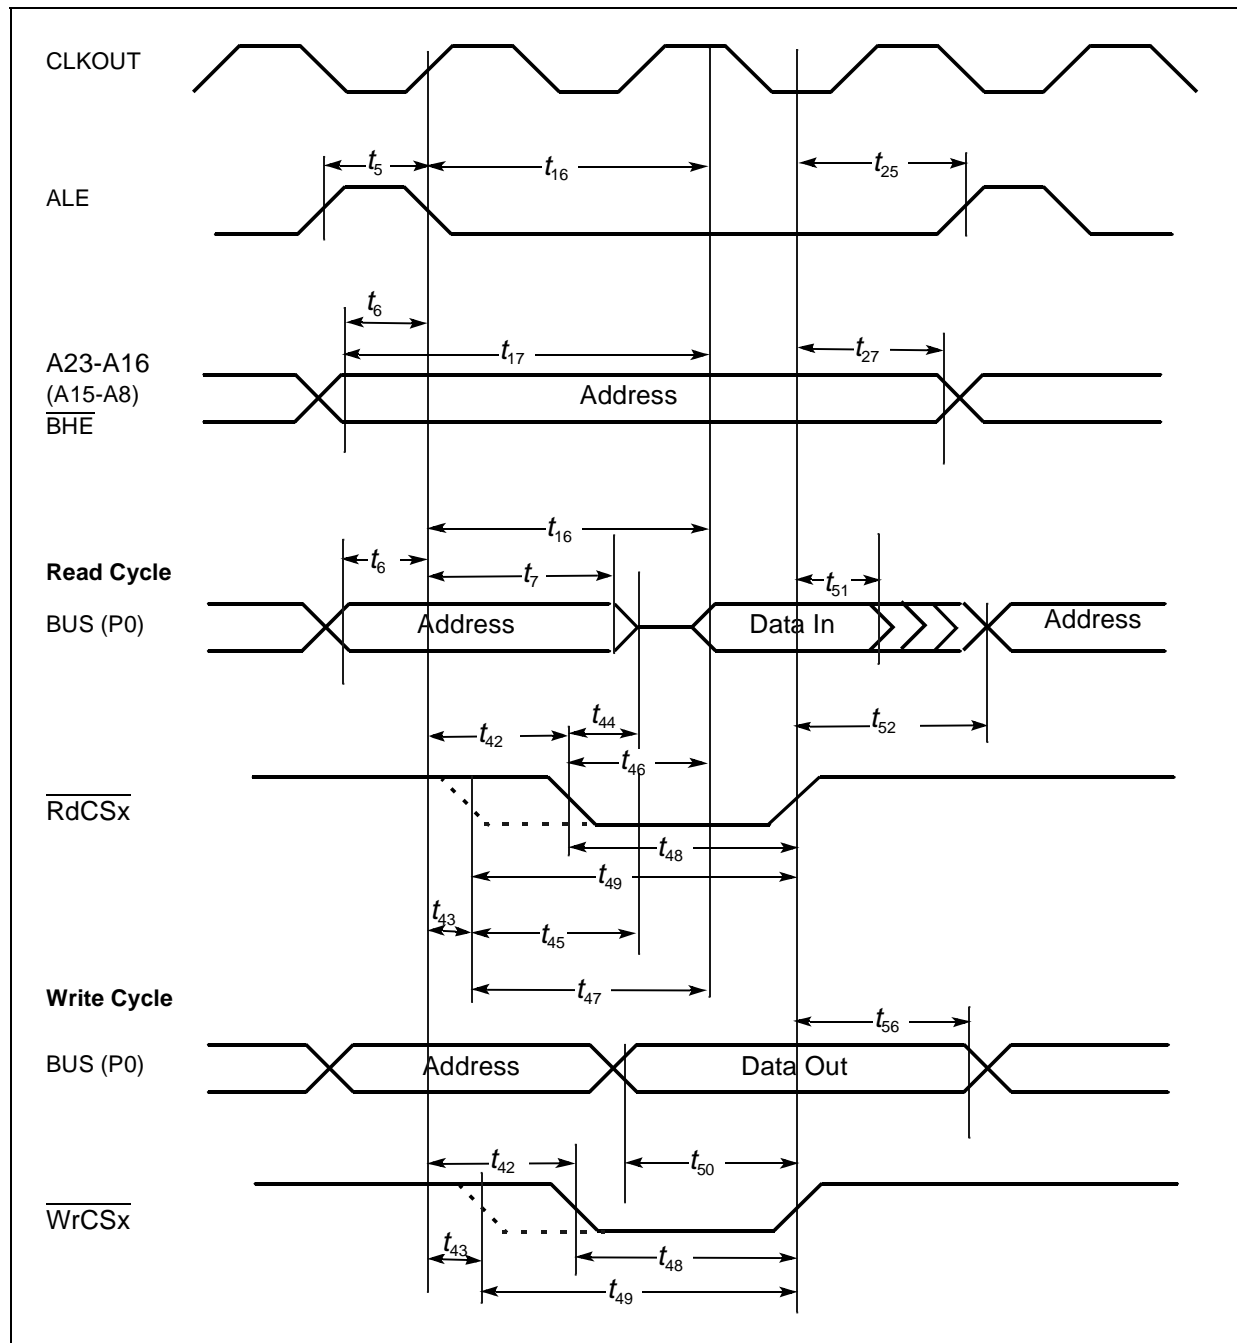 CLKOUT
t5
t16
t25
ALE
t6
t17
t27
A23-A16
(A15-A8)
BHE
Address
t16
t6
t7
t51
Read Cycle
BUS (P0)
Address
Data In
Address
t44
t42
t52
t46
RdCSx
t48
t49
t43
t45
t47
Write Cycle
t56
BUS (P0)
Address
Data Out
t42
t50
WrCSx
t43
t48
t49